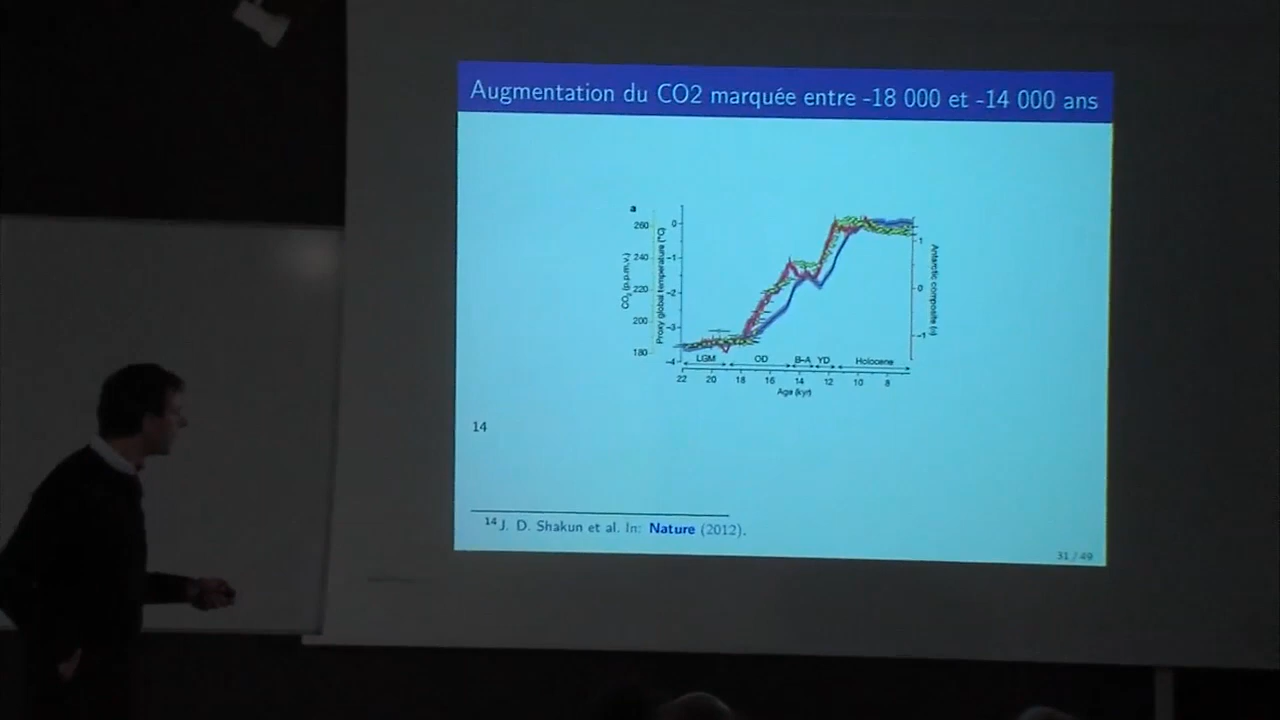 Augmentation du CO2 marquée entre -18 000 et -14 000 ans
a
260
240
220
200
180
CO2 (p.p.m.v.)
Proxy global temperature (°C)
0
-1
-2
-3
-4
1
0
-1
Antarctic composite (σ)
LGM OD B-A YD Holocene
22 20 18 16 14 12 10 8
Age (kyr)
14
14 J. D. Shakun et al. In: Nature (2012).
31 / 49